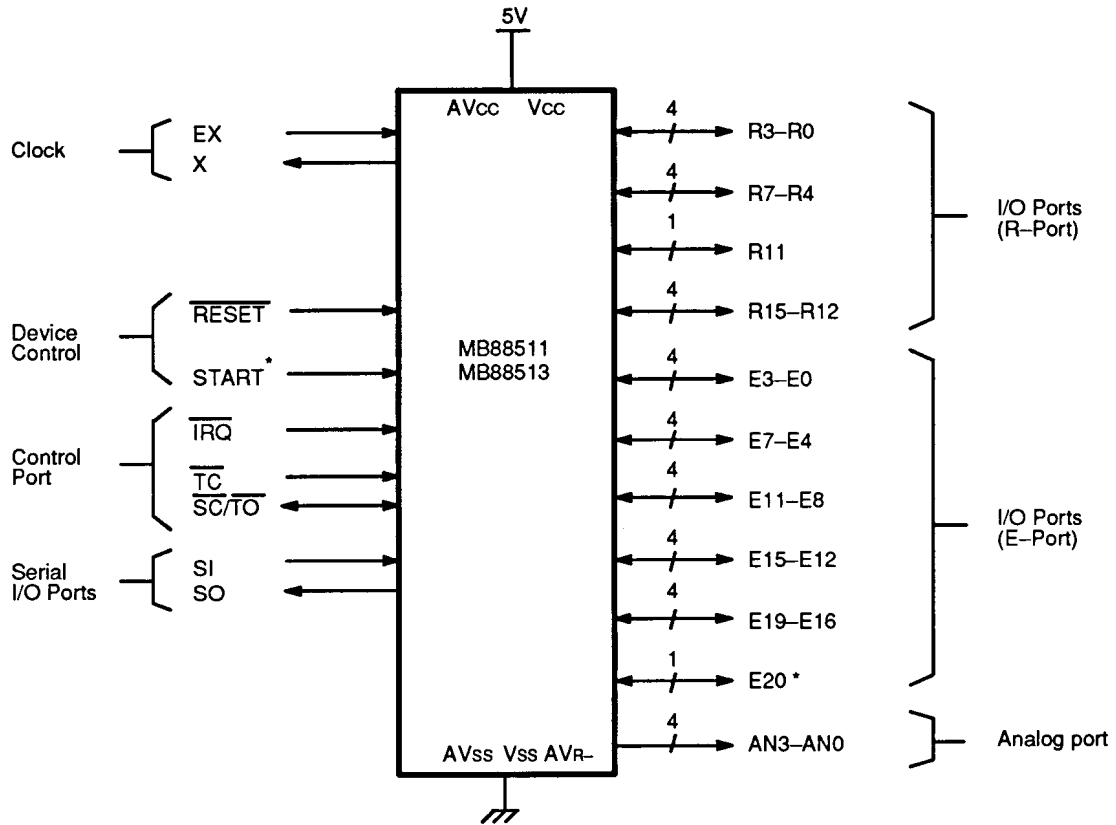 5V
AVCC VCC
Clock
EX
X
Device
Control
RESET
START*
Control
Port
IRQ
TC
SC/TO
Serial
I/O Ports
SI
SO
MB88511
MB88513
AVSS VSS AVR–
4
R3–R0
4
R7–R4
1
R11
4
R15–R12
I/O Ports
(R–Port)
4
E3–E0
4
E7–E4
4
E11–E8
4
E15–E12
4
E19–E16
1
E20 *
I/O Ports
(E–Port)
4
AN3–AN0
Analog port